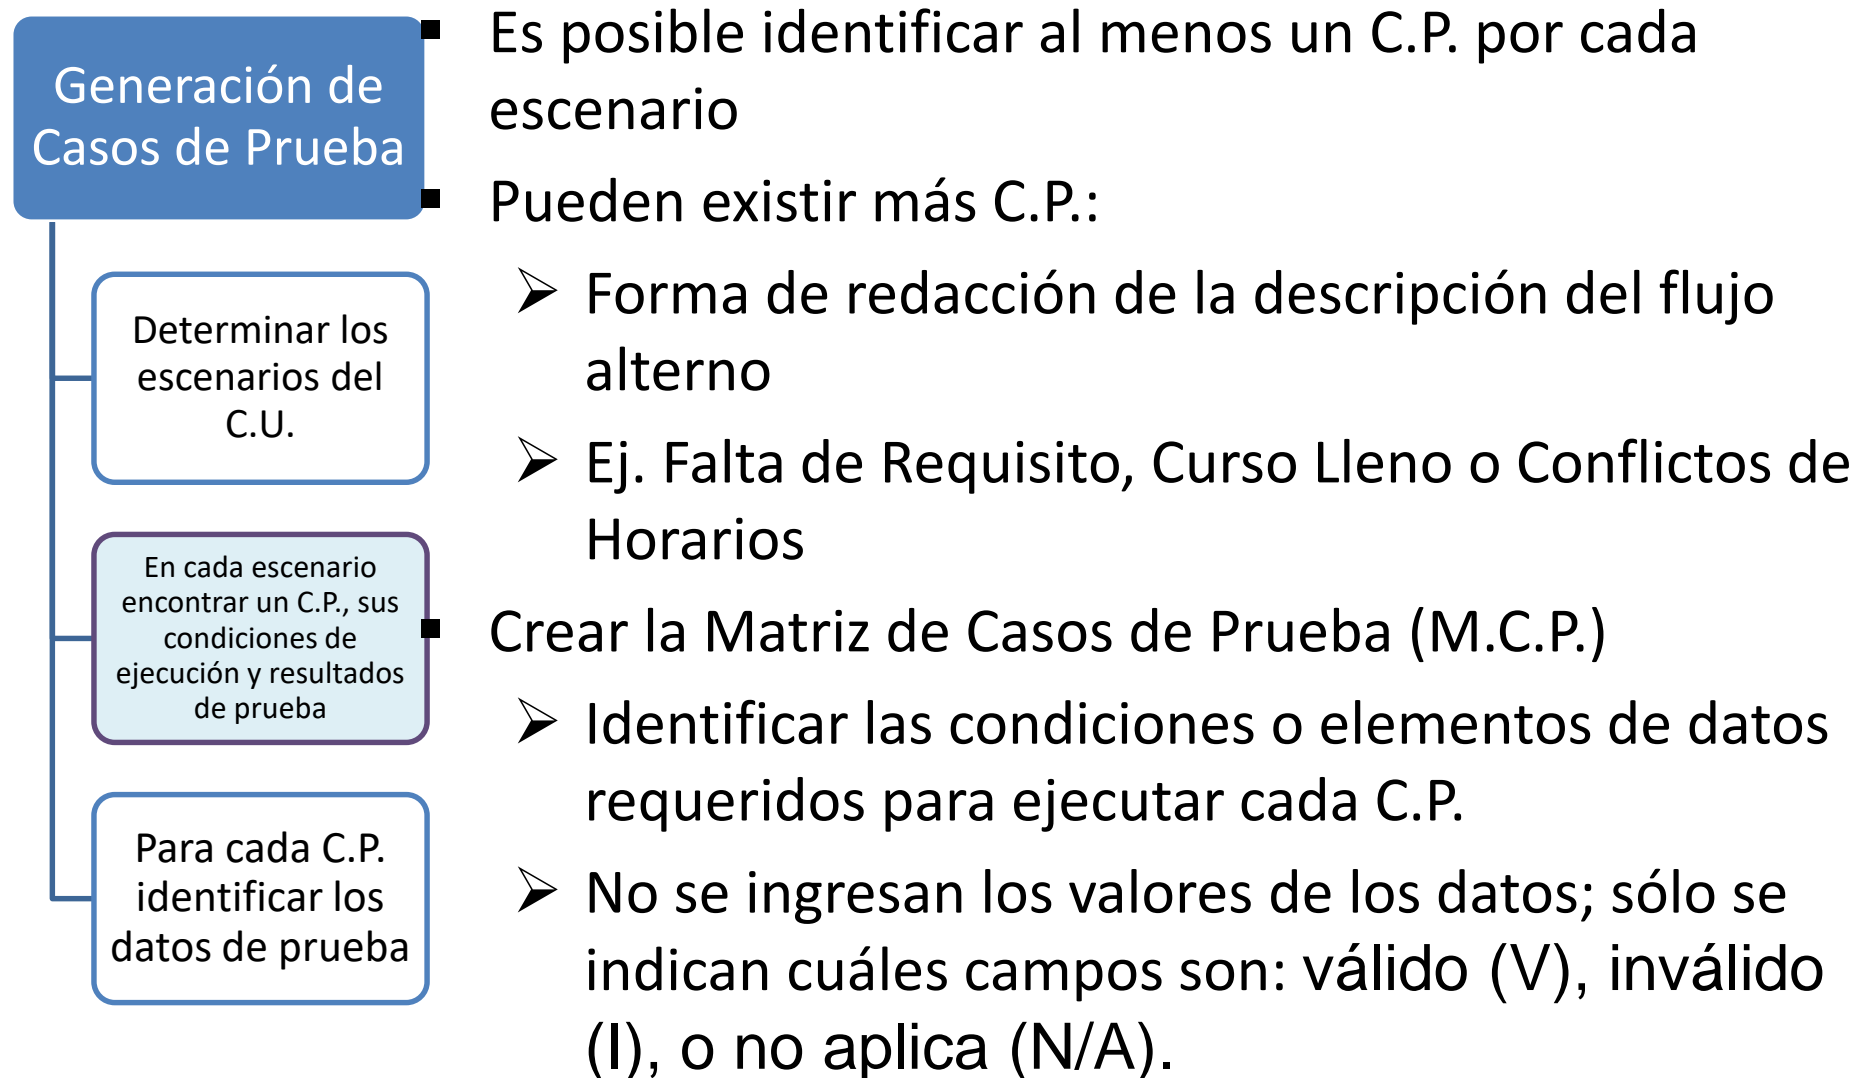 Generación de
Casos de Prueba
Determinar los
escenarios del
C.U.
En cada escenario
encontrar un C.P., sus
condiciones de
ejecución y resultados
de prueba
Para cada C.P.
identificar los
datos de prueba
▪ Es posible identificar al menos un C.P. por cada
escenario
▪ Pueden existir más C.P.:
➢ Forma de redacción de la descripción del flujo
alterno
➢ Ej. Falta de Requisito, Curso Lleno o Conflictos de
Horarios
▪ Crear la Matriz de Casos de Prueba (M.C.P.)
➢ Identificar las condiciones o elementos de datos
requeridos para ejecutar cada C.P.
➢ No se ingresan los valores de los datos; sólo se
indican cuáles campos son: válido (V), inválido
(I), o no aplica (N/A).